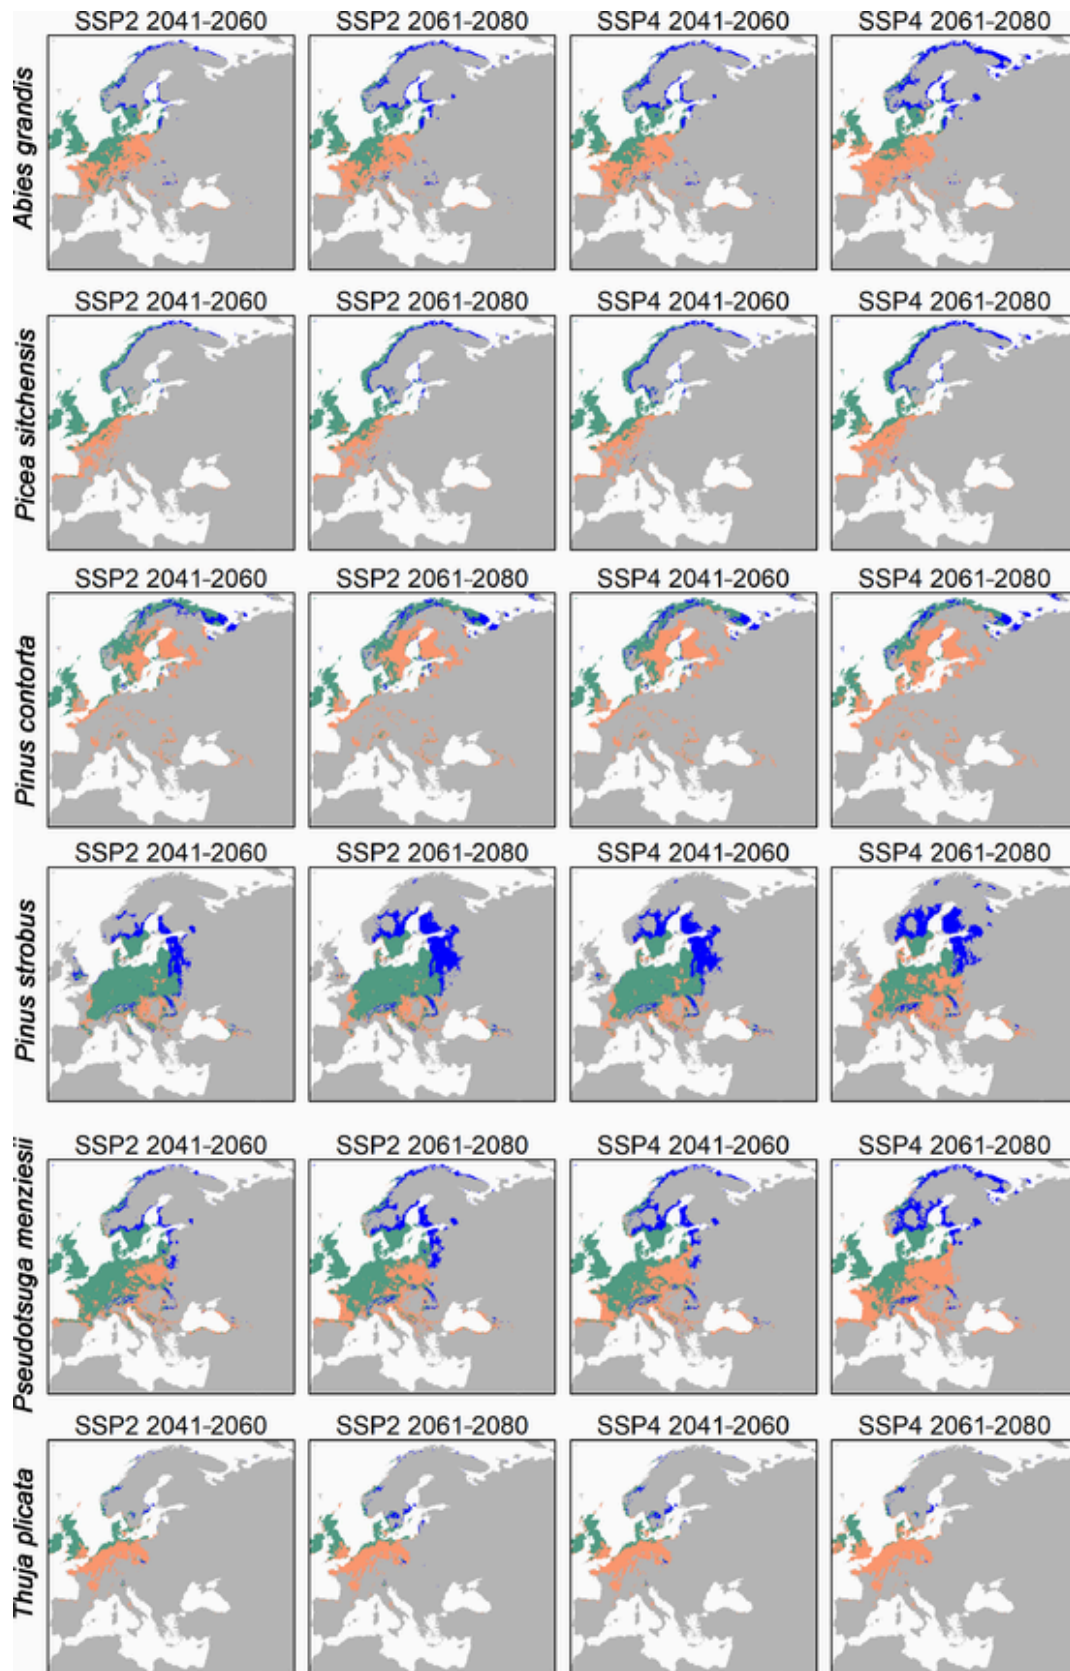 SSP2 2041-2060 SSP2 2061-2080 SSP4 2041-2060 SSP4 2061-2080
Abies grandis
SSP2 2041-2060 SSP2 2061-2080 SSP4 2041-2060 SSP4 2061-2080
Picea sitchensis
SSP2 2041-2060 SSP2 2061-2080 SSP4 2041-2060 SSP4 2061-2080
Pinus contorta
SSP2 2041-2060 SSP2 2061-2080 SSP4 2041-2060 SSP4 2061-2080
Pinus strobus
SSP2 2041-2060 SSP2 2061-2080 SSP4 2041-2060 SSP4 2061-2080
Pseudotsuga menziesii
SSP2 2041-2060 SSP2 2061-2080 SSP4 2041-2060 SSP4 2061-2080
Thuja plicata